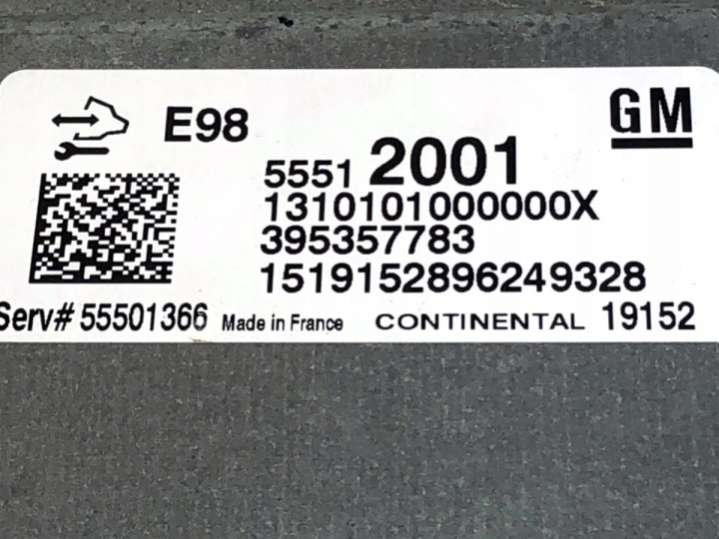 E98
GM
5551 2001
1310101000000X
395357783
1519152896249328
Serv# 55501366 Made in France CONTINENTAL 19152